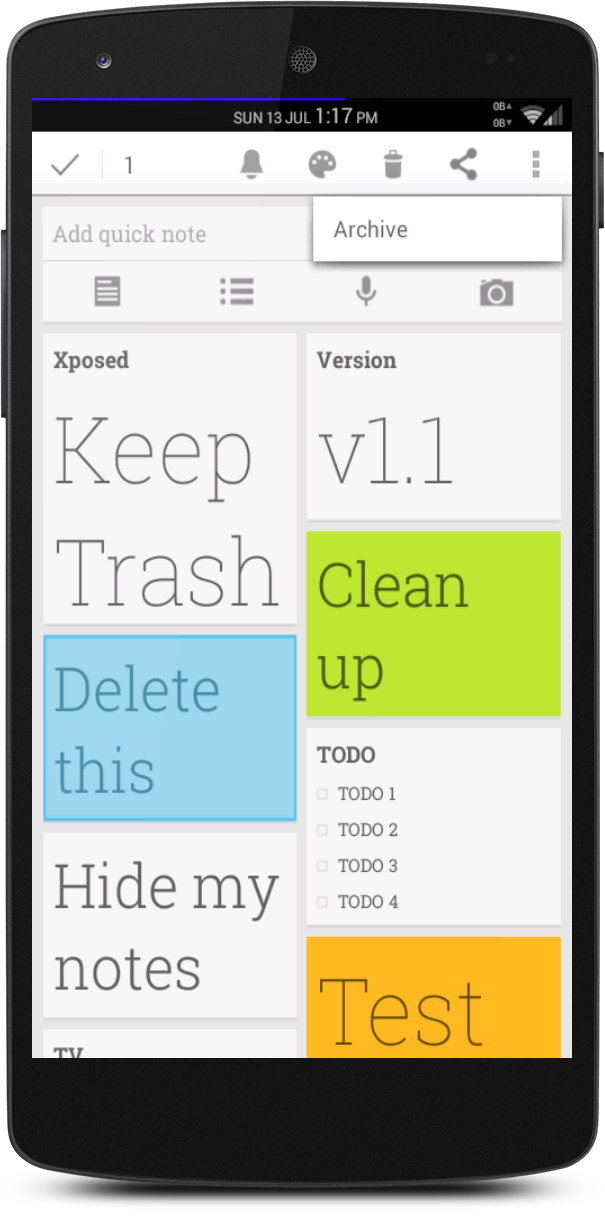 0B▲
SUN 13 JUL 1:17 PM
0B▼
1
Add quick note
Archive
Xposed
Keep
Trash
Version
v1.1
Clean
up
Delete
this
TODO
TODO 1
TODO 2
TODO 3
TODO 4
Hide my
notes
Test
TV